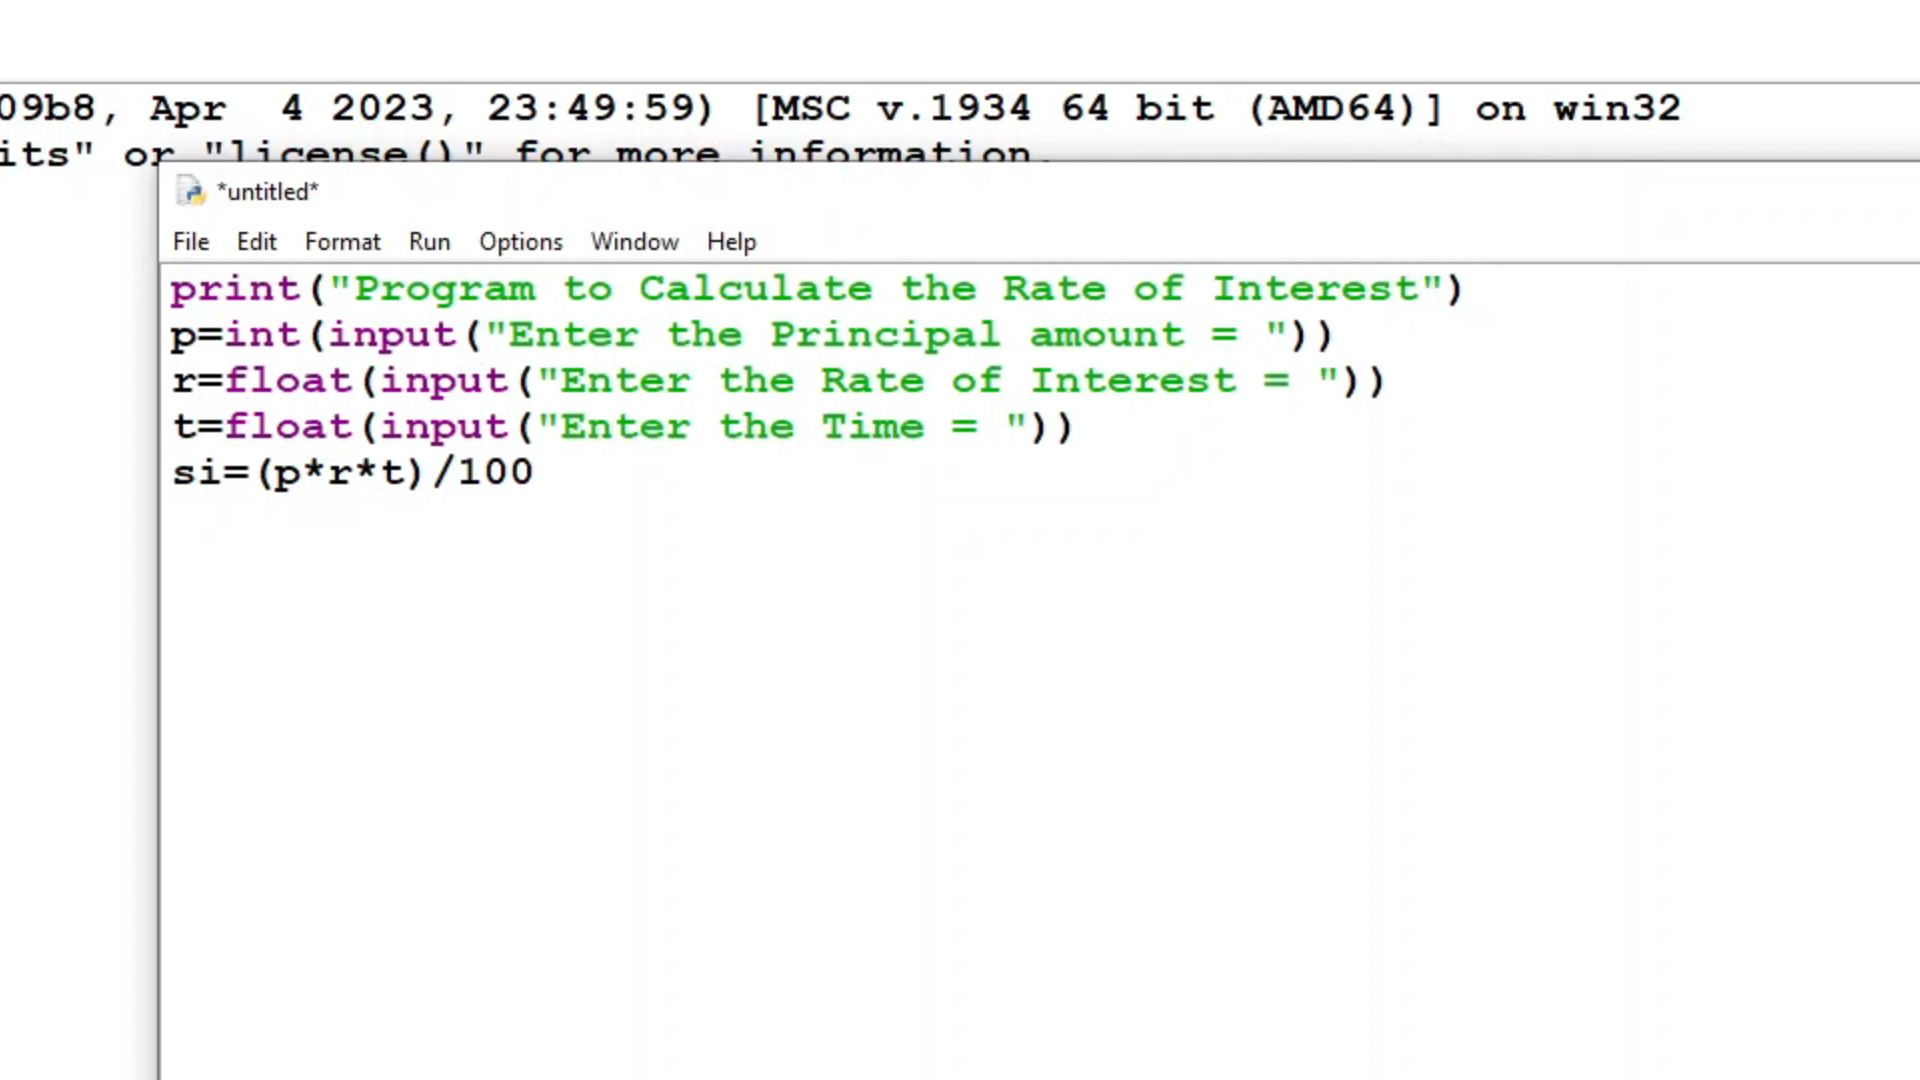 09b8, Apr  4 2023, 23:49:59) [MSC v.1934 64 bit (AMD64)] on win32
its" or "license()" for more information.
*untitled*
File Edit Format Run Options Window Help
print("Program to Calculate the Rate of Interest")
p=int(input("Enter the Principal amount = "))
r=float(input("Enter the Rate of Interest = "))
t=float(input("Enter the Time = "))
si=(p*r*t)/100